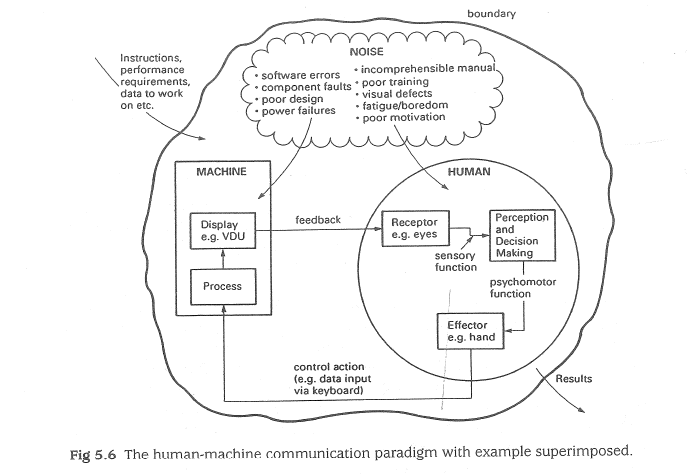 boundary
Instructions,
performance
requirements,
data to work
on etc.
NOISE
• software errors
• component faults
• poor design
• power failures
• incomprehensible manual
• poor training
• visual defects
• fatigue/boredom
• poor motivation
MACHINE
HUMAN
Display
e.g. VDU
feedback
Receptor
e.g. eyes
Perception
and
Decision
Making
sensory
function
Process
psychomotor
function
Effector
e.g. hand
control action
(e.g. data input
via keyboard)
Results
Fig 5.6 The human-machine communication paradigm with example superimposed.